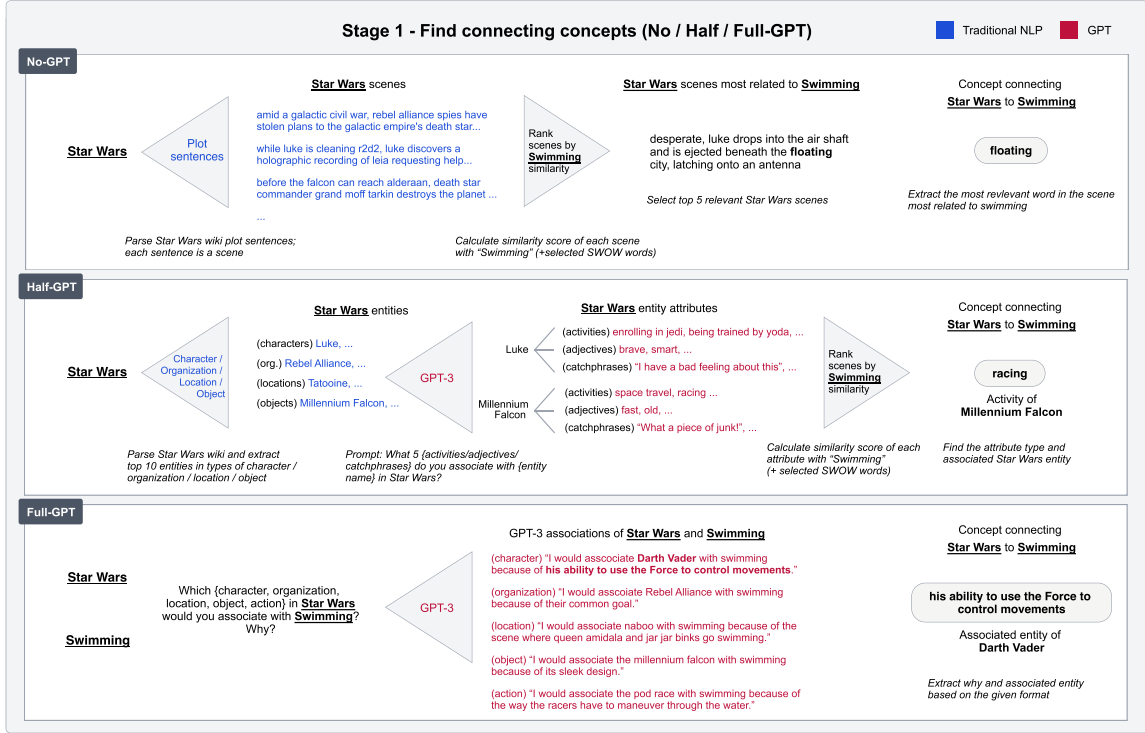 Stage 1 - Find connecting concepts (No / Half / Full-GPT)
Traditional NLP
GPT
No-GPT
Star Wars
Plot
sentences
Parse Star Wars wiki plot sentences;
each sentence is a scene
Star Wars scenes
amid a galactic civil war, rebel alliance spies have
stolen plans to the galactic empire's death star...
while luke is cleaning r2d2, luke discovers a
holographic recording of leia requesting help...
before the falcon can reach alderaan, death star
commander grand moff tarkin destroys the planet ...
...
Rank
scenes by
Swimming
similarity
Calculate similarity score of each scene
with “Swimming” (+selected SWOW words)
Star Wars scenes most related to Swimming
desperate, luke drops into the air shaft
and is ejected beneath the floating
city, latching onto an antenna
Select top 5 relevant Star Wars scenes
Concept connecting
Star Wars to Swimming
floating
Extract the most revlevant word in the scene
most related to swimming
Half-GPT
Star Wars
Character /
Organization /
Location /
Object
Parse Star Wars wiki and extract
top 10 entities in types of character /
organization / location / object
Star Wars entities
(characters) Luke, ...
(org.) Rebel Alliance, ...
(locations) Tatooine, ...
(objects) Millennium Falcon, ...
GPT-3
Prompt: What 5 {activities/adjectives/
catchphrases} do you associate with {entity
name} in Star Wars?
Star Wars entity attributes
Luke
(activities) enrolling in jedi, being trained by yoda, ...
(adjectives) brave, smart, ...
(catchphrases) “I have a bad feeling about this”, ...
Millennium
Falcon
(activities) space travel, racing ...
(adjectives) fast, old, ...
(catchphrases) “What a piece of junk!”, ...
Rank
scenes by
Swimming
similarity
Calculate similarity score of each
attribute with “Swimming”
(+ selected SWOW words)
Concept connecting
Star Wars to Swimming
racing
Activity of
Millennium Falcon
Find the attribute type and
associated Star Wars entity
Full-GPT
Star Wars
Swimming
Which {character, organization,
location, object, action} in Star Wars
would you associate with Swimming?
Why?
GPT-3
GPT-3 associations of Star Wars and Swimming
(character) “I would asscociate Darth Vader with swimming
because of his ability to use the Force to control movements.”
(organization) “I would asscoiate Rebel Alliance with swimming
because of their common goal.”
(location) “I would associate naboo with swimming because of the
scene where queen amidala and jar jar binks go swimming.”
(object) “I would associate the millennium falcon with swimming
because of its sleek design.”
(action) “I would associate the pod race with swimming because of
the way the racers have to maneuver through the water.”
Concept connecting
Star Wars to Swimming
his ability to use the Force to
control movements
Associated entity of
Darth Vader
Extract why and associated entity
based on the given format